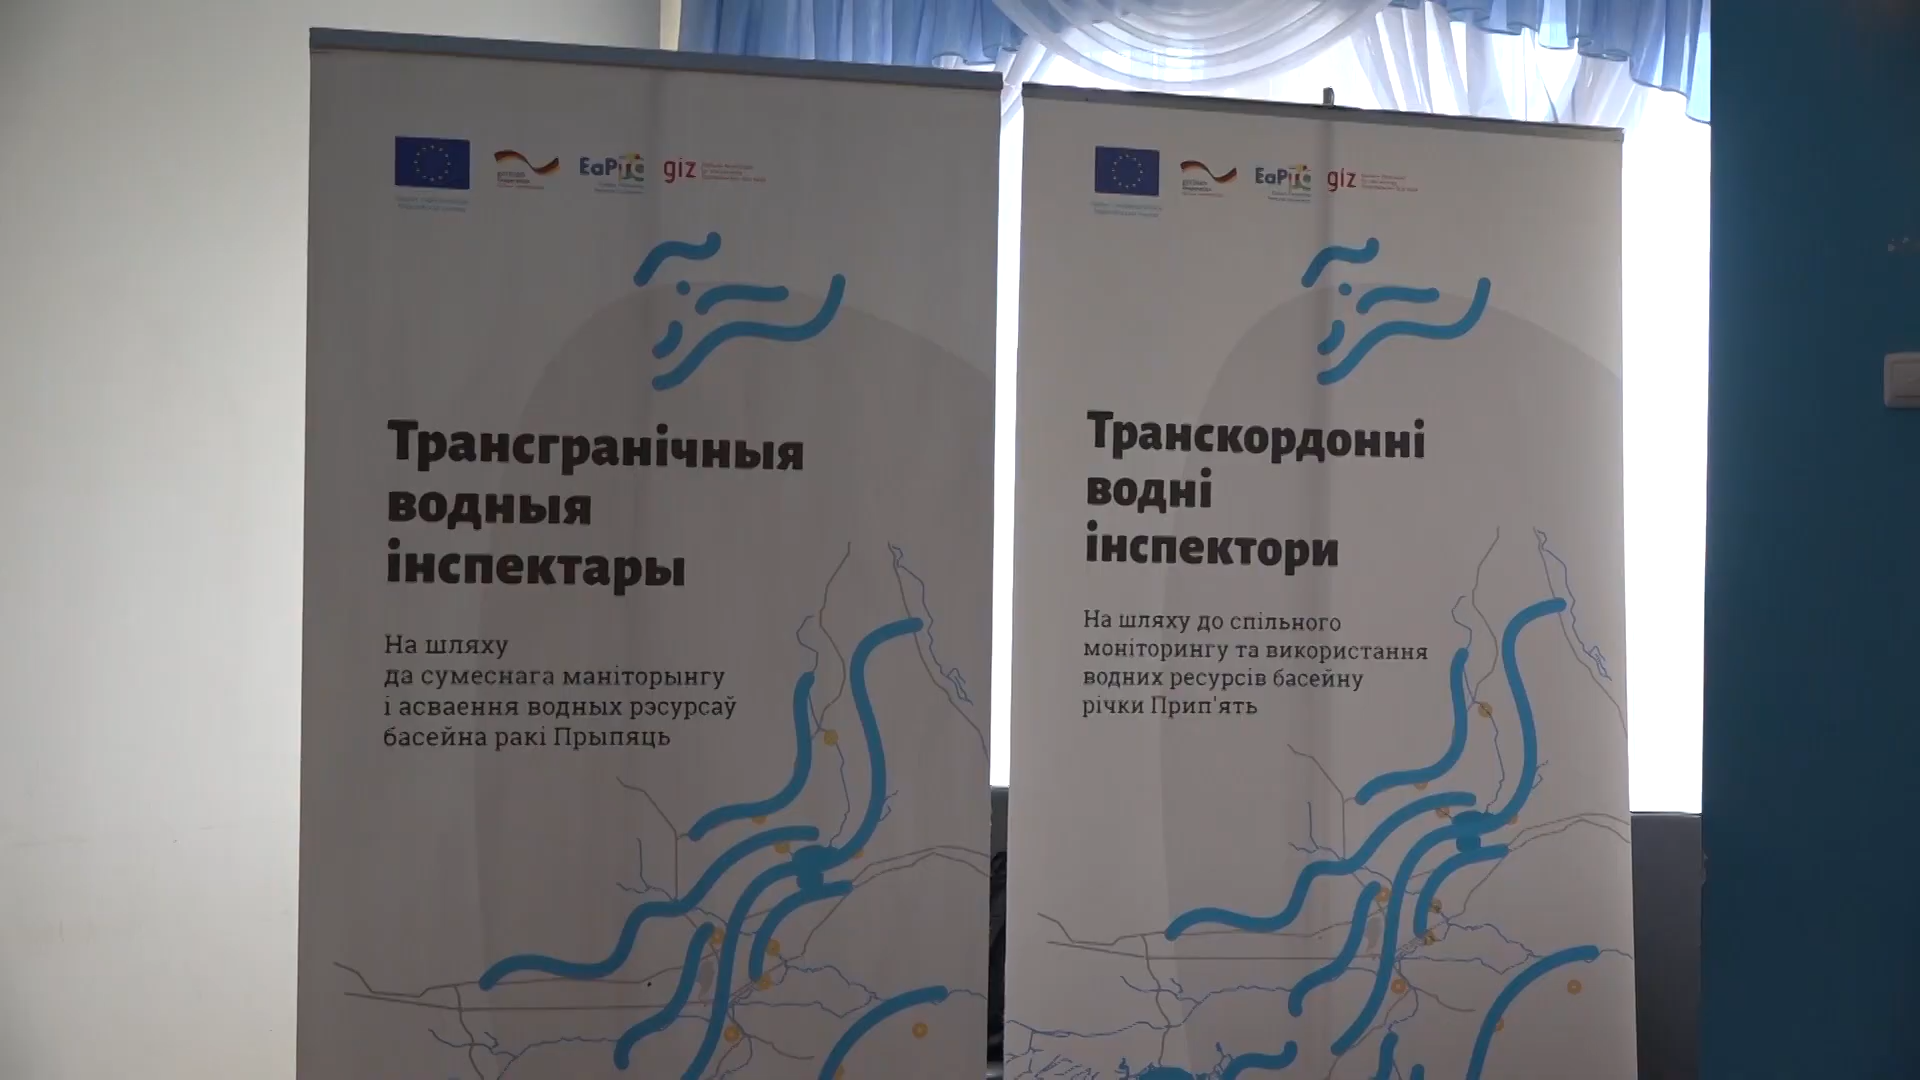 EaP
giz
Трансгранічныя
водныя
інспектары
На шляху
да сумеснага маніторынгу
і асваення водных рэсурсаў
басейна ракі Прыпяць
EaP
giz
Транскордонні
водні
інспектори
На шляху до спільного
моніторингу та використання
водних ресурсів басейну
річки Прип'ять